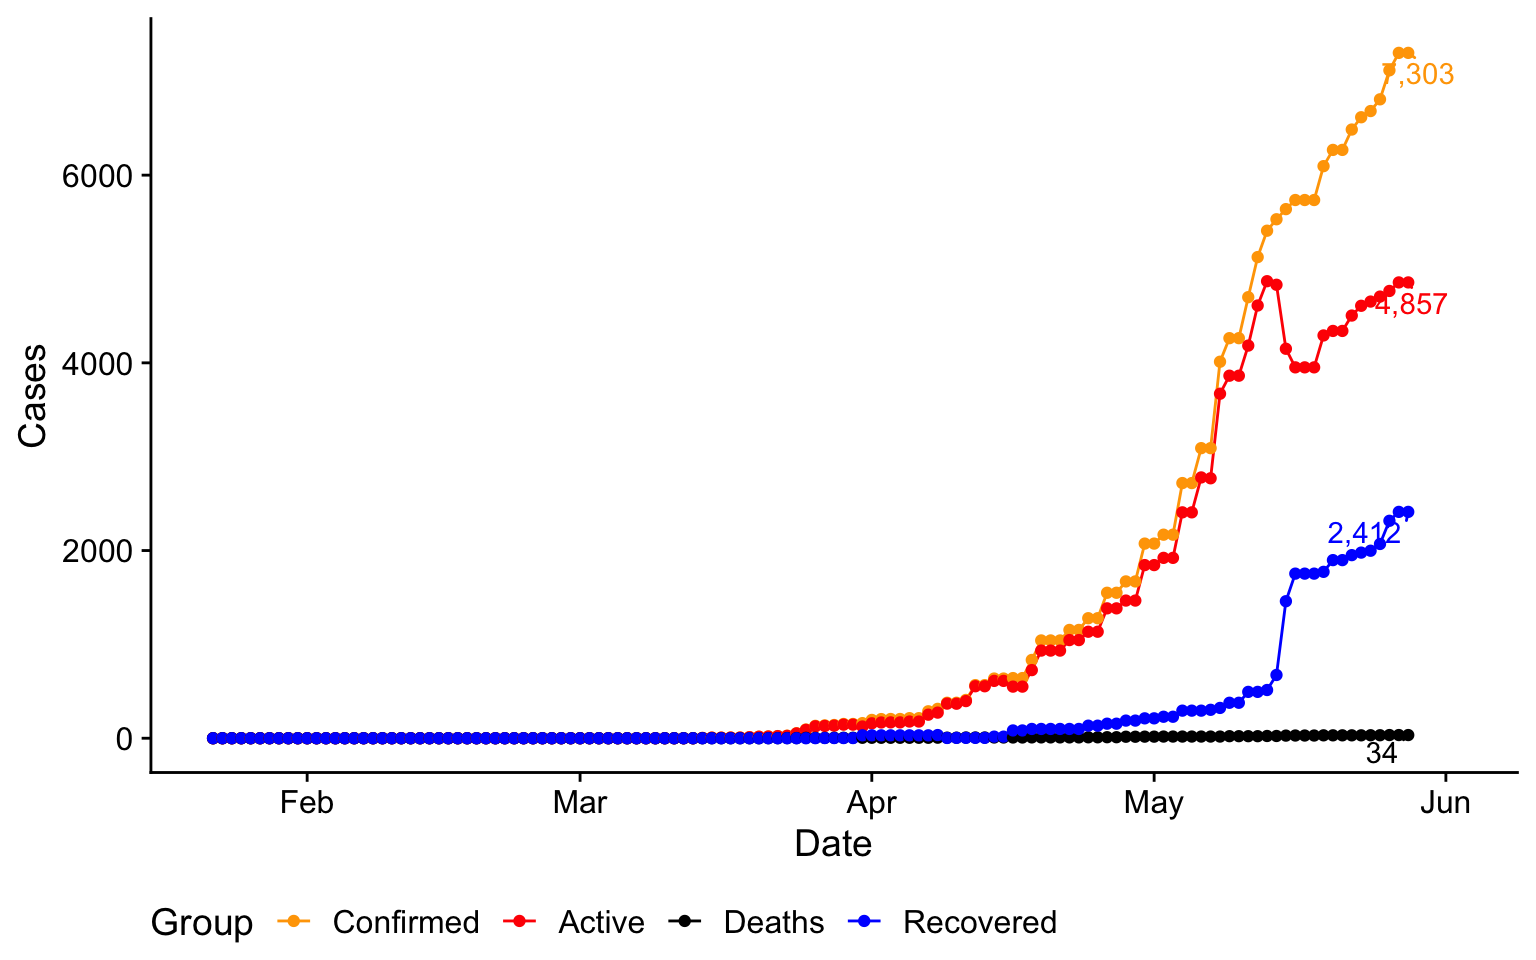 7,303
6000
4,857
4000
Cases
2,412
2000
0
34
Feb Mar Apr May Jun
Date
Group Confirmed Active Deaths Recovered